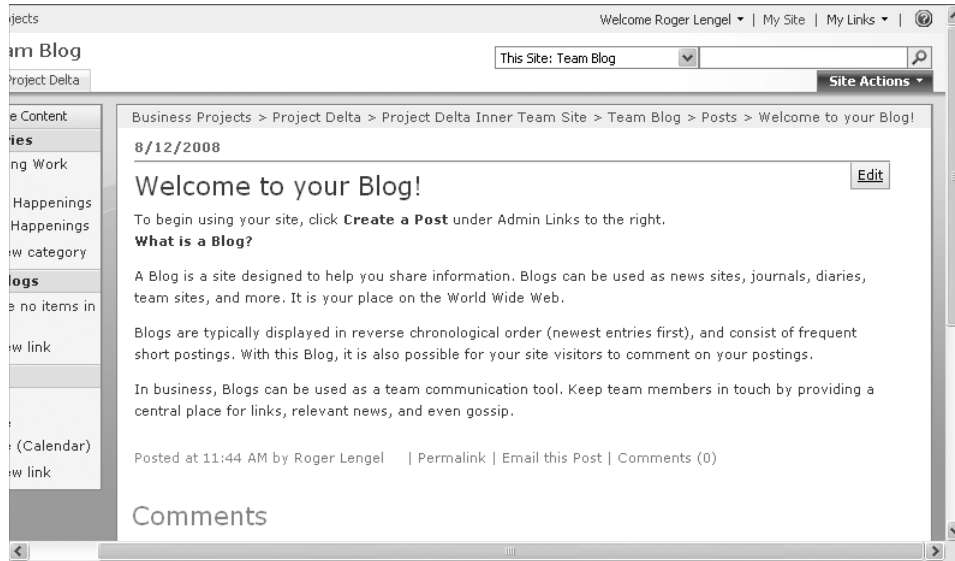 jects
Welcome Roger Lengel | My Site | My Links |
am Blog
This Site: Team Blog
Project Delta
Site Actions
e Content
Business Projects > Project Delta > Project Delta Inner Team Site > Team Blog > Posts > Welcome to your Blog!
ries
8/12/2008
ng Work
Edit
Welcome to your Blog!
Happenings
To begin using your site, click Create a Post under Admin Links to the right.
Happenings
What is a Blog?
w category
A Blog is a site designed to help you share information. Blogs can be used as news sites, journals, diaries,
logs
team sites, and more. It is your place on the World Wide Web.
e no items in
Blogs are typically displayed in reverse chronological order (newest entries first), and consist of frequent
w link
short postings. With this Blog, it is also possible for your site visitors to comment on your postings.
In business, Blogs can be used as a team communication tool. Keep team members in touch by providing a
central place for links, relevant news, and even gossip.
(Calendar)
Posted at 11:44 AM by Roger Lengel | Permalink | Email this Post | Comments (0)
w link
Comments